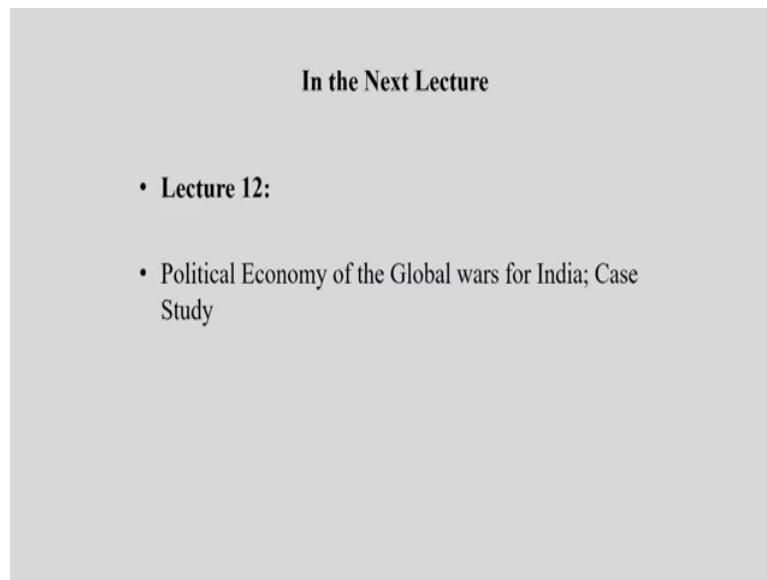 In the Next Lecture
• Lecture 12:
• Political Economy of the Global wars for India; Case
Study